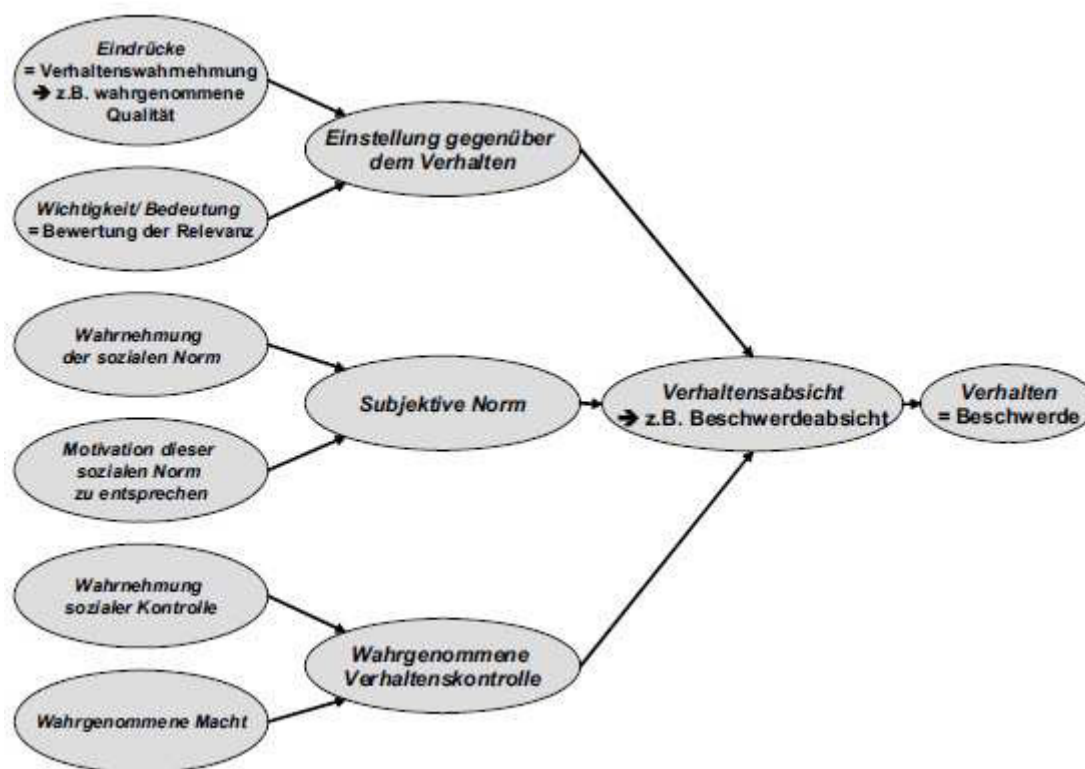 Eindrücke
= Verhaltenswahrnehmung
➔ z.B. wahrgenommene
Qualität
Einstellung gegenüber
dem Verhalten
Wichtigkeit/ Bedeutung
= Bewertung der Relevanz
Wahrnehmung
der sozialen Norm
Subjektive Norm
Verhaltensabsicht
➔ z.B. Beschwerdeabsicht
Verhalten
= Beschwerde
Motivation dieser
sozialen Norm
zu entsprechen
Wahrnehmung
sozialer Kontrolle
Wahrgenommene
Verhaltenskontrolle
Wahrgenommene Macht